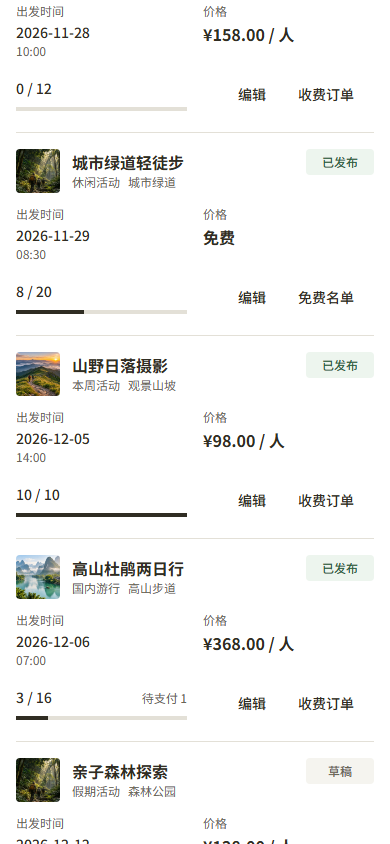 出发时间
价格
2026-11-28
¥158.00 / 人
10:00
0 / 12
编辑
收费订单
城市绿道轻徒步
已发布
休闲活动 城市绿道
出发时间
价格
2026-11-29
免费
08:30
8 / 20
编辑
免费名单
山野日落摄影
已发布
本周活动 观景山坡
出发时间
价格
2026-12-05
¥98.00 / 人
14:00
10 / 10
编辑
收费订单
高山杜鹃两日行
已发布
国内游行 高山步道
出发时间
价格
2026-12-06
¥368.00 / 人
07:00
3 / 16
待支付 1
编辑
收费订单
亲子森林探索
草稿
假期活动 森林公园
出发时间
价格